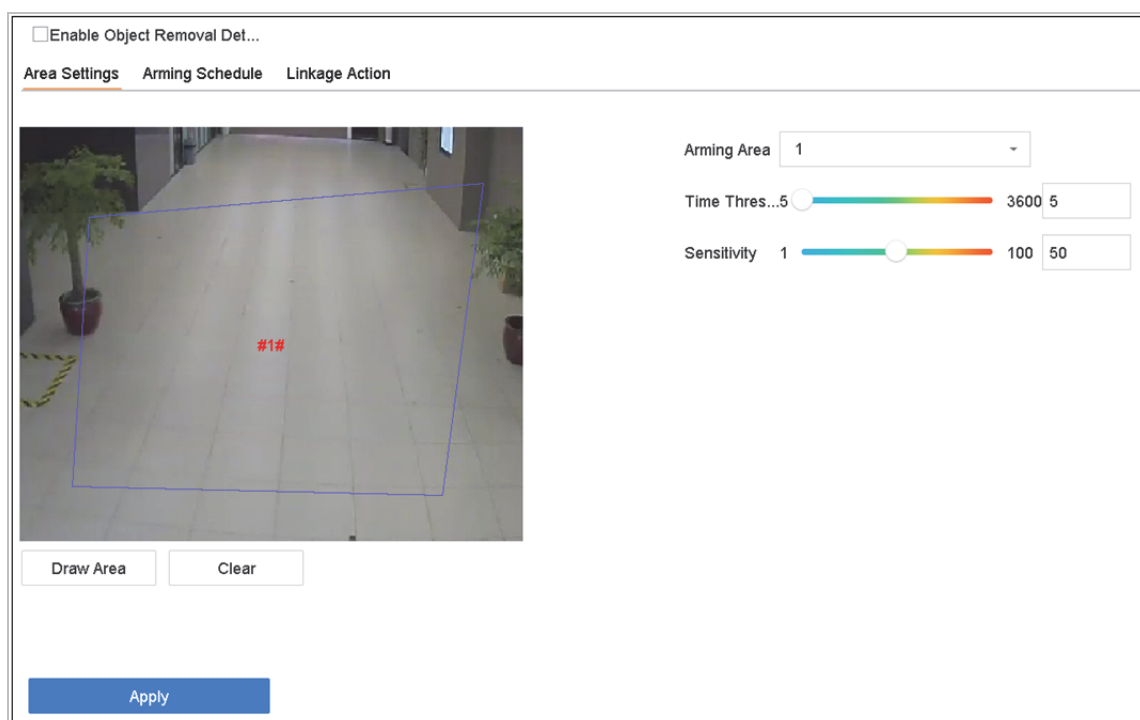 Enable Object Removal Det...
Area Settings Arming Schedule Linkage Action
Arming Area 1
Time Thres...5 3600 5
Sensitivity 1 100 50
#1#
Draw Area Clear
Apply